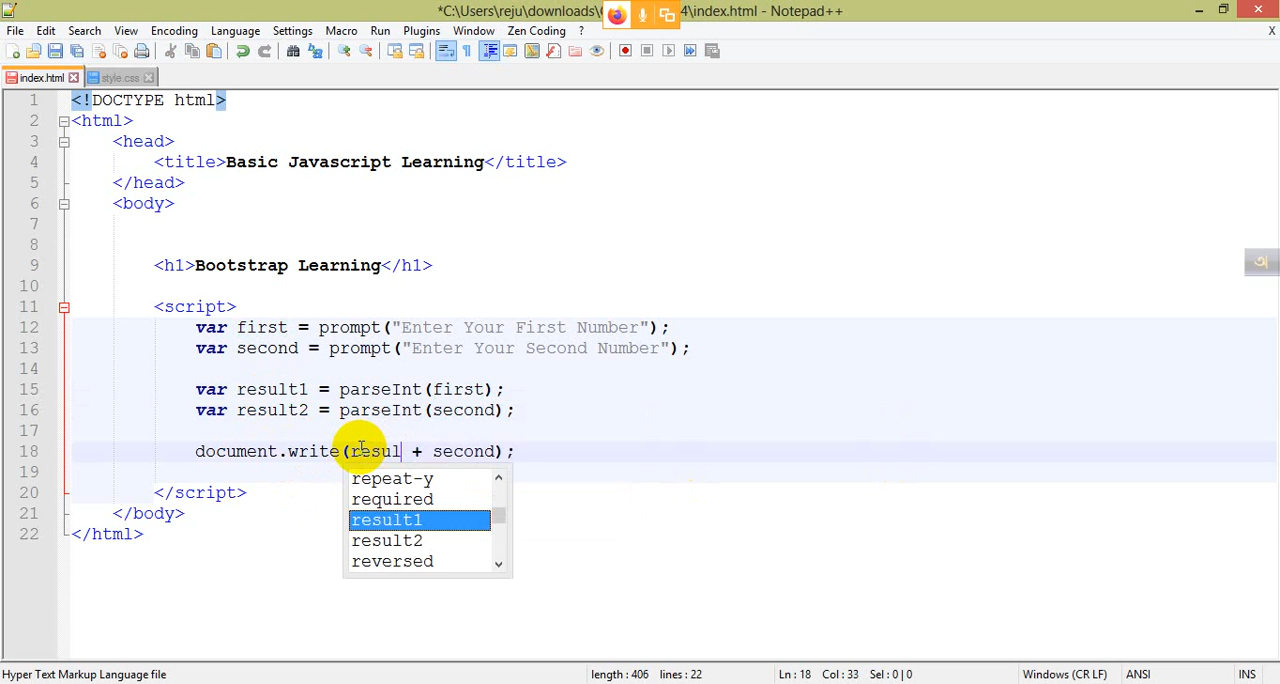 *C:\Users\reju\downloads\ 4\index.html - Notepad++
File Edit Search View Encoding Language Settings Macro Run Plugins Window Zen Coding ? X
index.html style.css
1 <!DOCTYPE html>
2 <html>
3 <head>
4 <title>Basic Javascript Learning</title>
5 </head>
6 <body>
7
8
9 <h1>Bootstrap Learning</h1>
অ
10
11 <script>
12 var first = prompt("Enter Your First Number");
13 var second = prompt("Enter Your Second Number");
14
15 var result1 = parseInt(first);
16 var result2 = parseInt(second);
17
18 document.write(resul + second);
19
repeat-y
required
result1
result2
reversed
20 </script>
21 </body>
22 </html>
Hyper Text Markup Language file length : 406 lines : 22 Ln : 18 Col : 33 Sel : 0 | 0 Windows (CR LF) ANSI INS